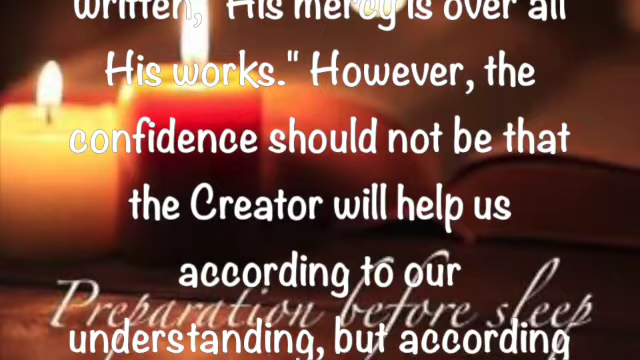 written, "His mercy is over all
His works." However, the
confidence should not be that
the Creator will help us
according to our
Preparation before sleep
understanding, but according